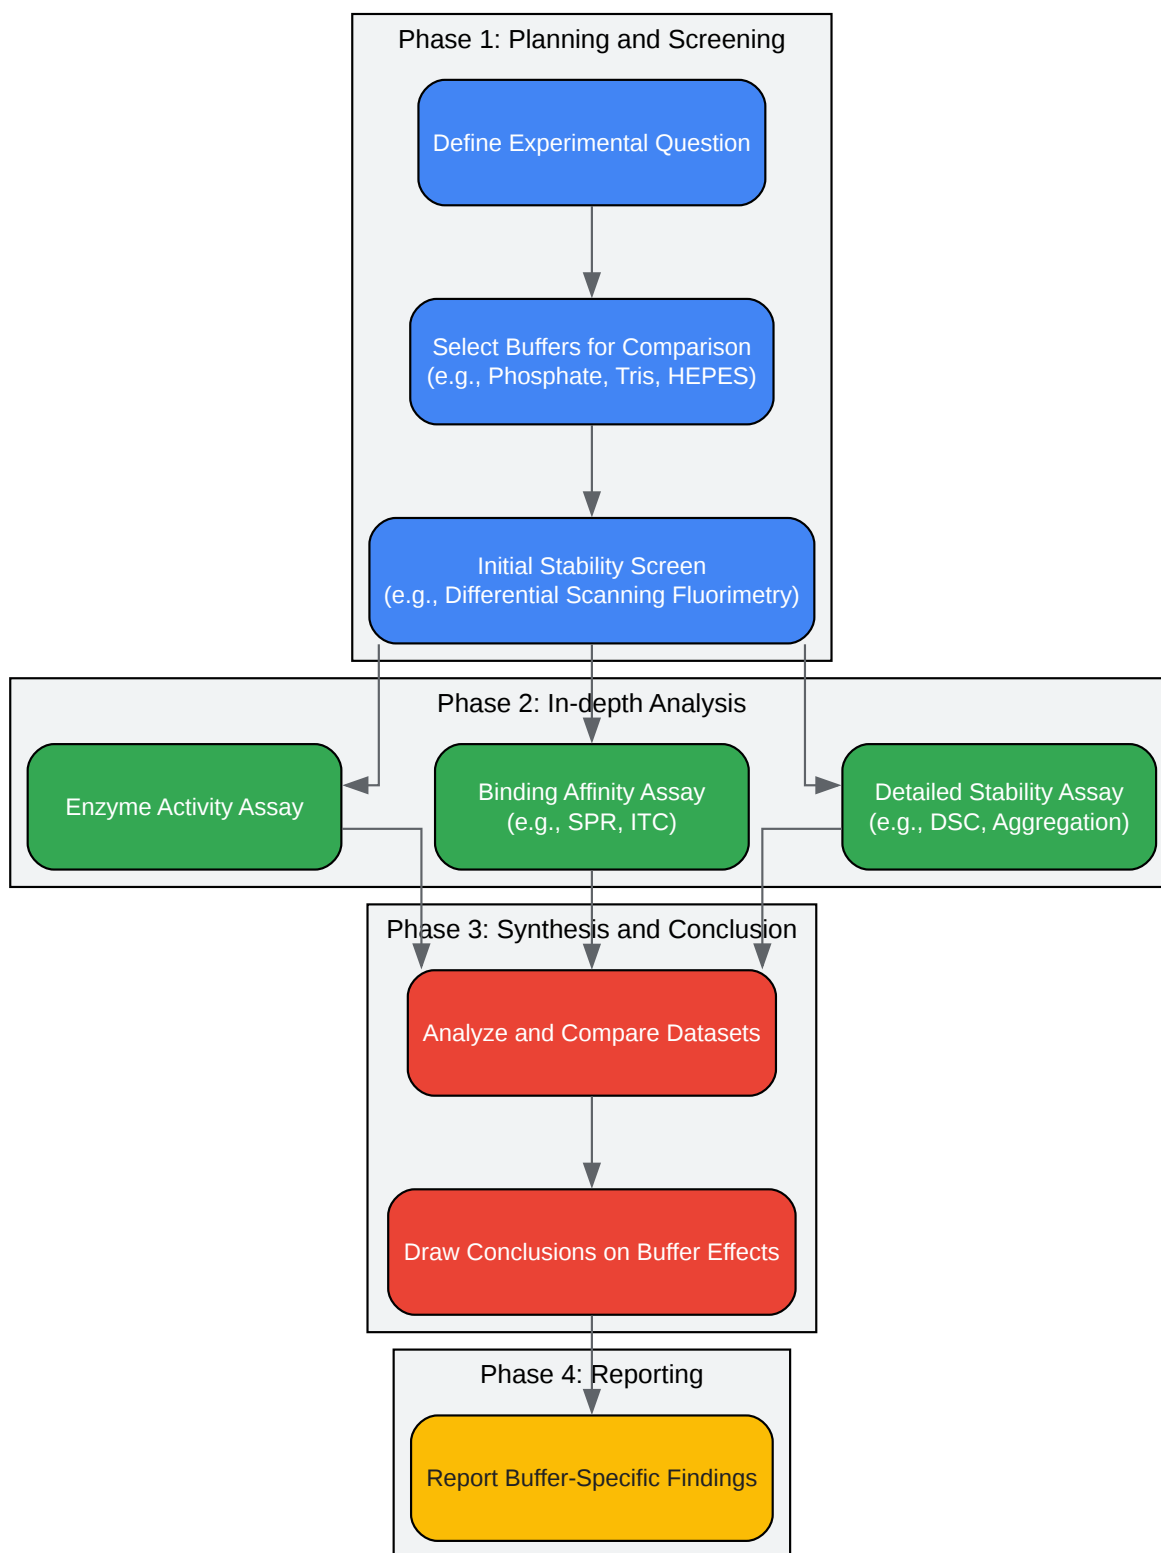 Phase 1: Planning and Screening
Define Experimental Question
Select Buffers for Comparison
(e.g., Phosphate, Tris, HEPES)
Initial Stability Screen
(e.g., Differential Scanning Fluorimetry)
Phase 2: In-depth Analysis
Enzyme Activity Assay
Binding Affinity Assay
(e.g., SPR, ITC)
Detailed Stability Assay
(e.g., DSC, Aggregation)
Phase 3: Synthesis and Conclusion
Analyze and Compare Datasets
Draw Conclusions on Buffer Effects
Phase 4: Reporting
Report Buffer-Specific Findings